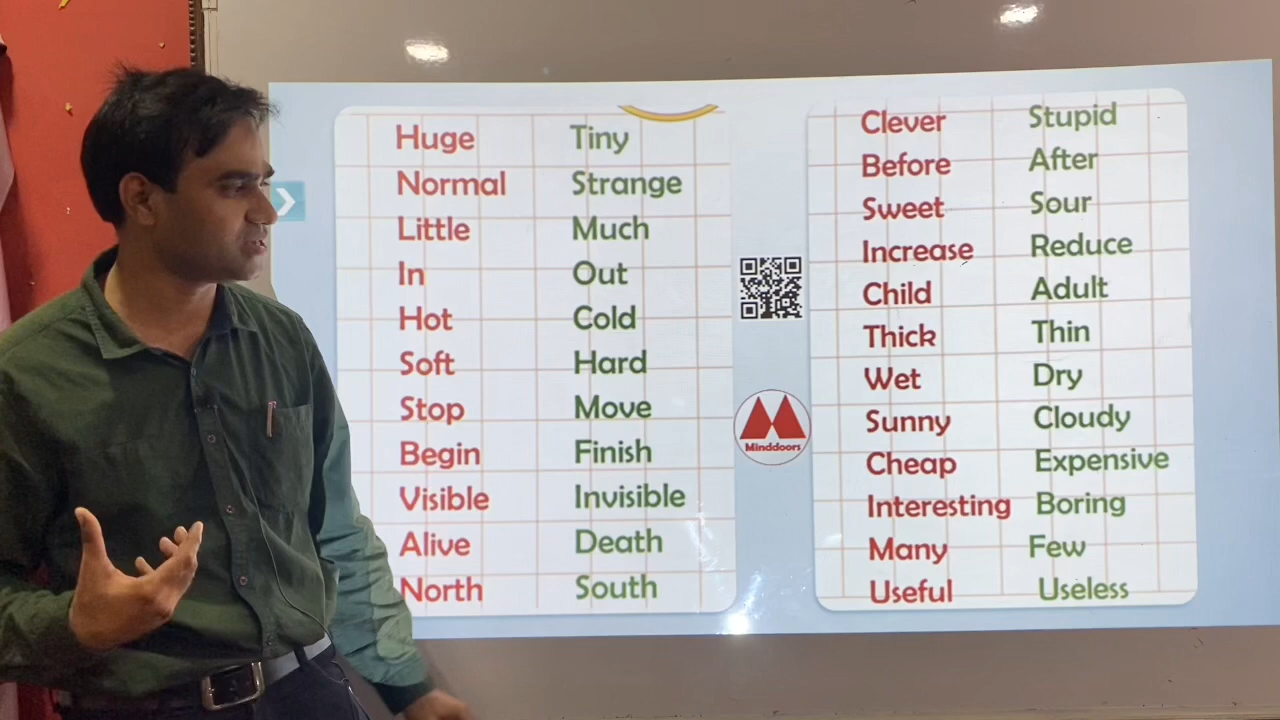 Huge Tiny
Normal Strange
Little Much
In Out
Hot Cold
Soft Hard
Stop Move
Begin Finish
Visible Invisible
Alive Death
North South
Minddoors
Clever Stupid
Before After
Sweet Sour
Increase Reduce
Child Adult
Thick Thin
Wet Dry
Sunny Cloudy
Cheap Expensive
Interesting Boring
Many Few
Useful Useless